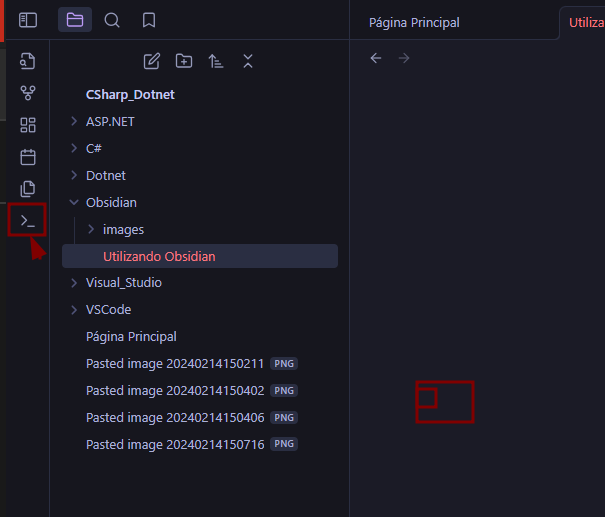 Página Principal
Utiliza
CSharp_Dotnet
ASP.NET
C#
Dotnet
Obsidian
images
Utilizando Obsidian
Visual_Studio
VSCode
Página Principal
Pasted image 20240214150211 PNG
Pasted image 20240214150402 PNG
Pasted image 20240214150406 PNG
Pasted image 20240214150716 PNG